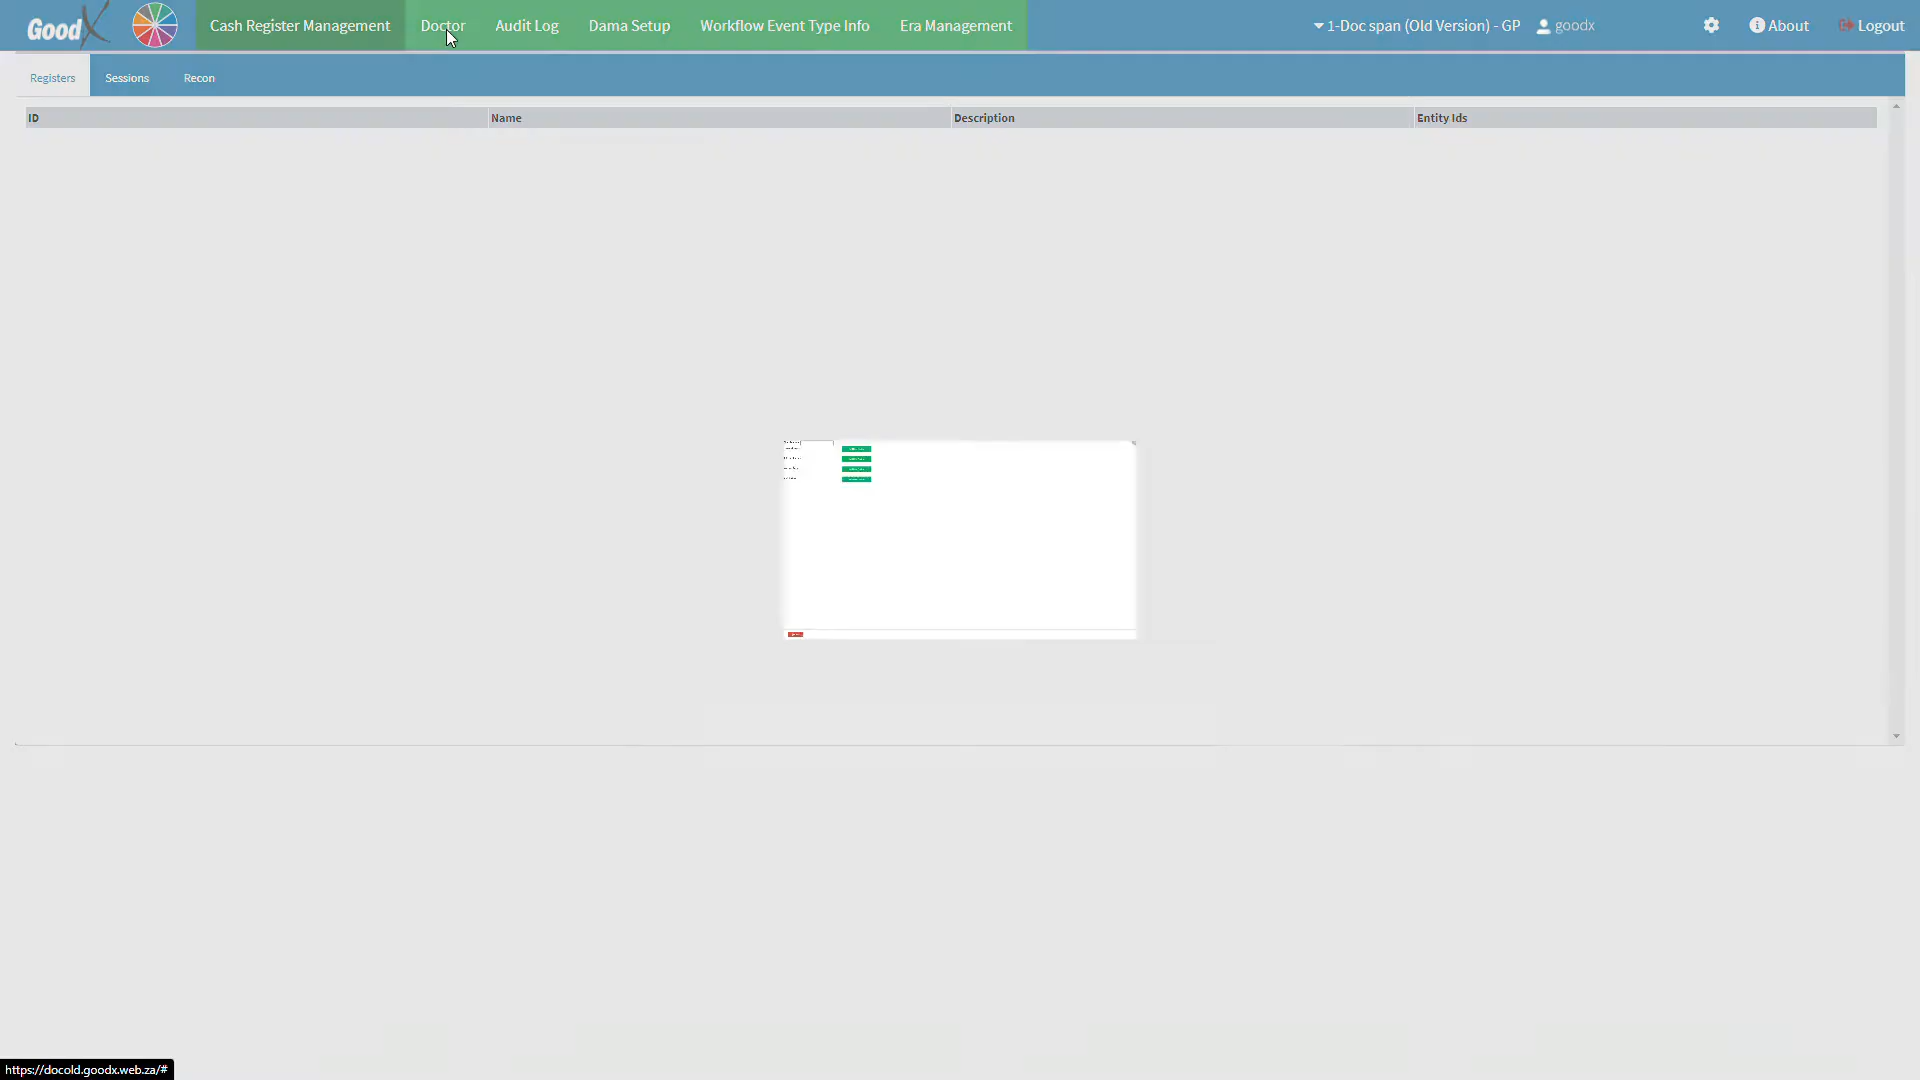 GoodX
Cash Register Management
Doctor
Audit Log
Dama Setup
Workflow Event Type Info
Era Management
1-Doc span (Old Version) - GP
goodx
About
Logout
Registers
Sessions
Recon
ID
Name
Description
Entity Ids
https://docold.goodx.web.za/#